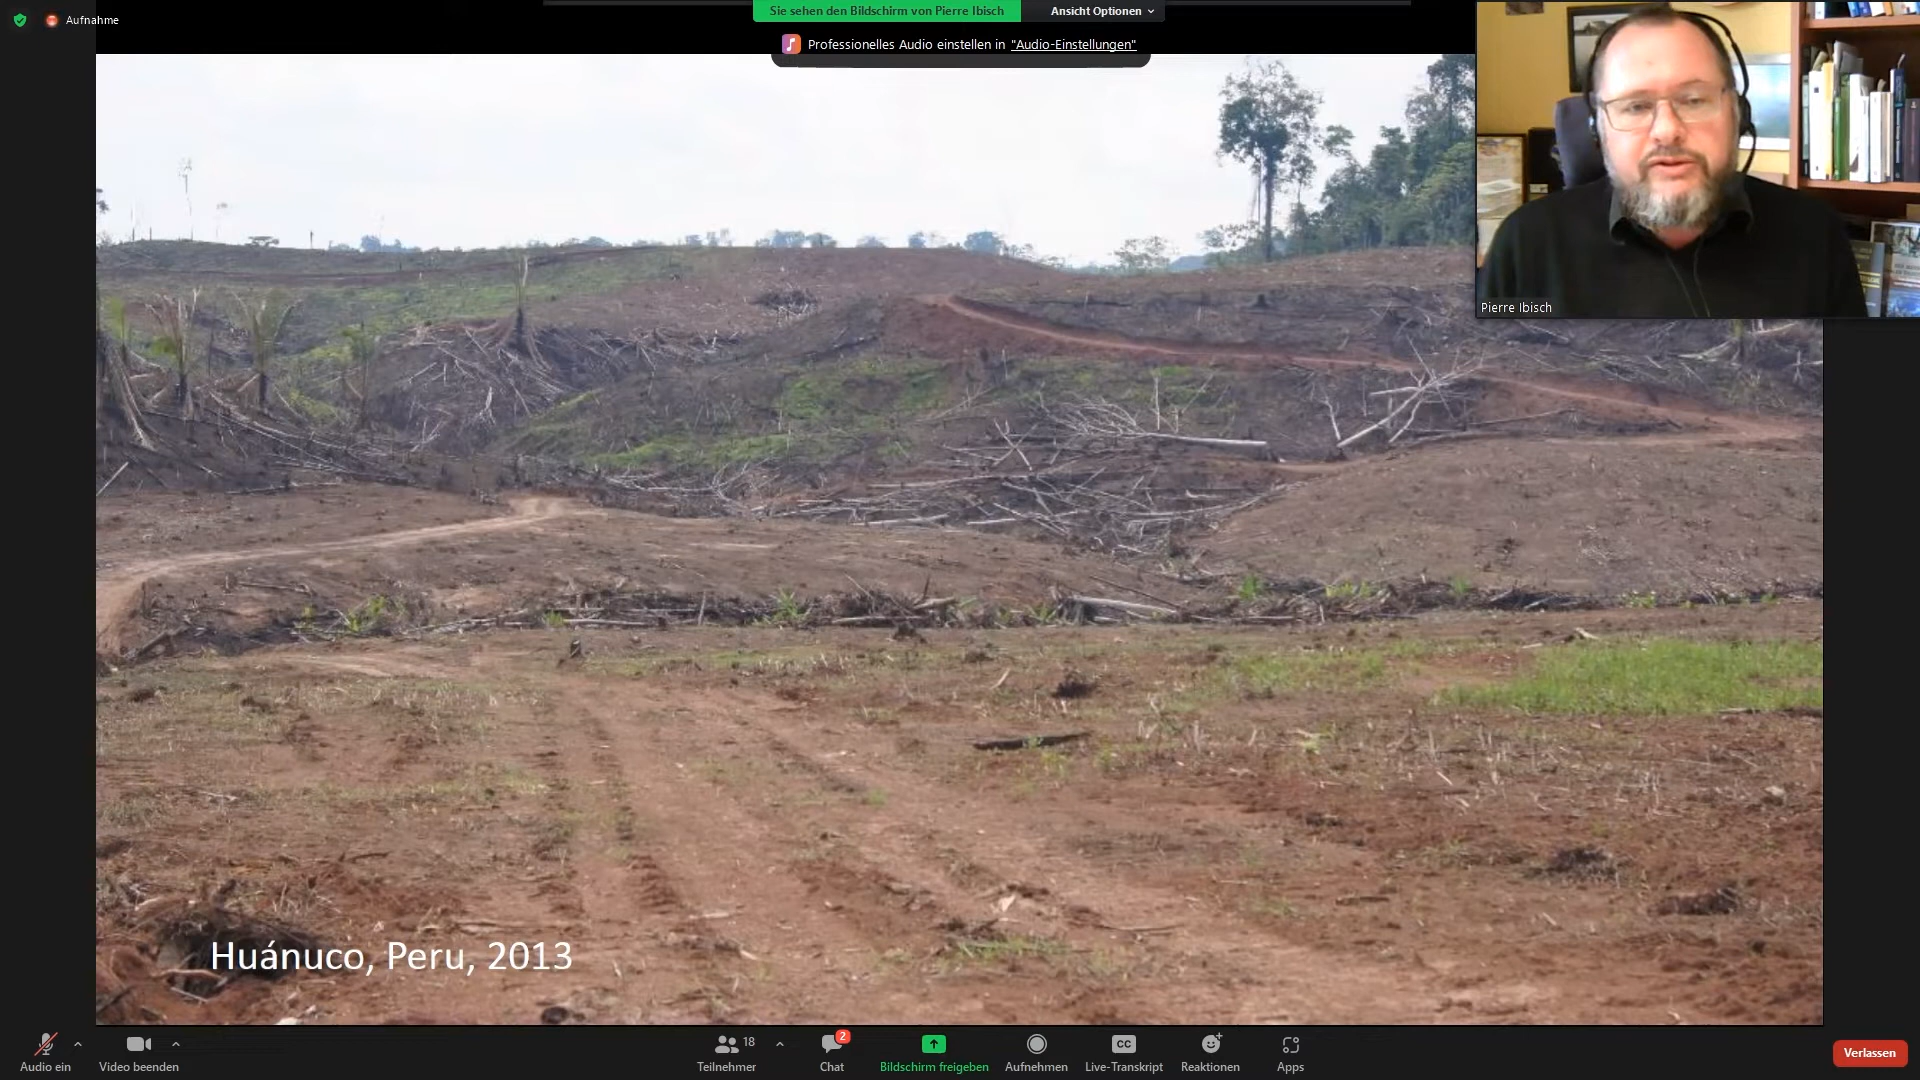 Aufnahme
Sie sehen den Bildschirm von Pierre Ibisch
Ansicht Optionen
Professionelles Audio einstellen in "Audio-Einstellungen"
Pierre Ibisch
Huánuco, Peru, 2013
Audio ein
Video beenden
18
Teilnehmer
2
Chat
Bildschirm freigeben
Aufnehmen
CC
Live-Transkript
Reaktionen
Apps
Verlassen